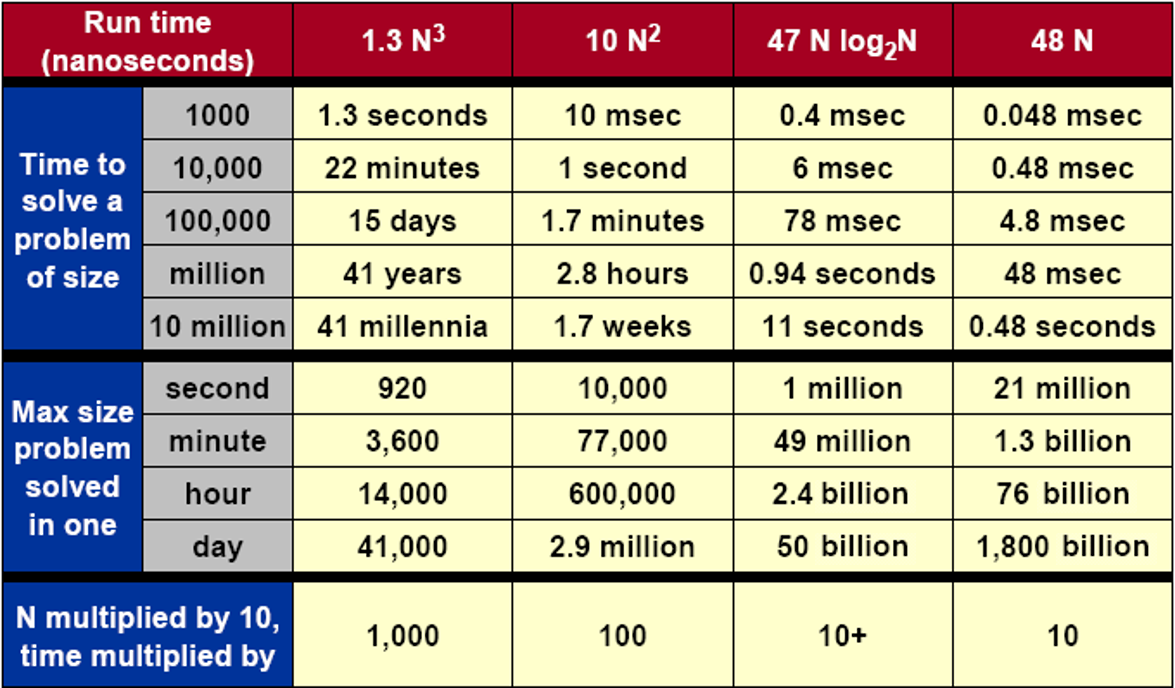 Run time (nanoseconds) 1.3 N³ 10 N² 47 N log₂N 48 N
Time to solve a problem of size
1000 1.3 seconds 10 msec 0.4 msec 0.048 msec
10,000 22 minutes 1 second 6 msec 0.48 msec
100,000 15 days 1.7 minutes 78 msec 4.8 msec
million 41 years 2.8 hours 0.94 seconds 48 msec
10 million 41 millennia 1.7 weeks 11 seconds 0.48 seconds
Max size problem solved in one
second 920 10,000 1 million 21 million
minute 3,600 77,000 49 million 1.3 billion
hour 14,000 600,000 2.4 billion 76 billion
day 41,000 2.9 million 50 billion 1,800 billion
N multiplied by 10, time multiplied by 1,000 100 10+ 10